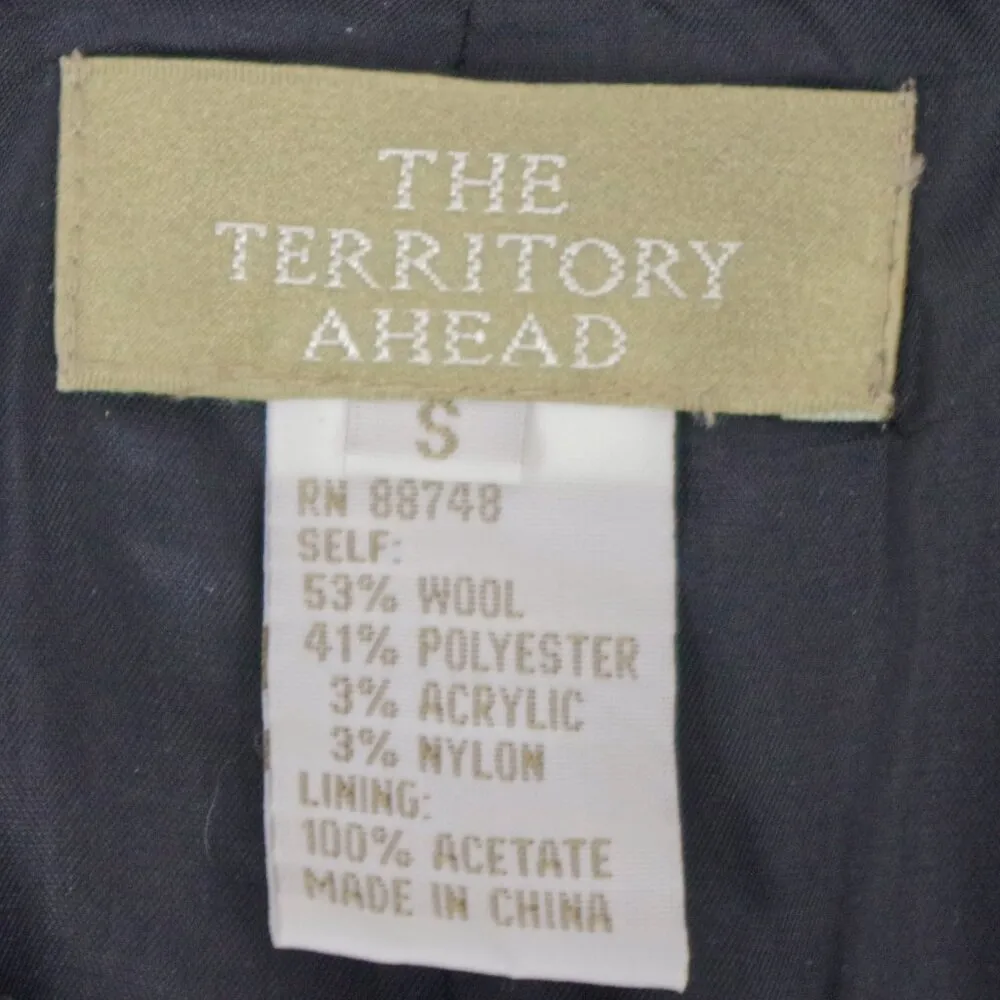 THE
TERRITORY
AHEAD
S
RN 88748
SELF:
53% WOOL
41% POLYESTER
3% ACRYLIC
3% NYLON
LINING:
100% ACETATE
MADE IN CHINA